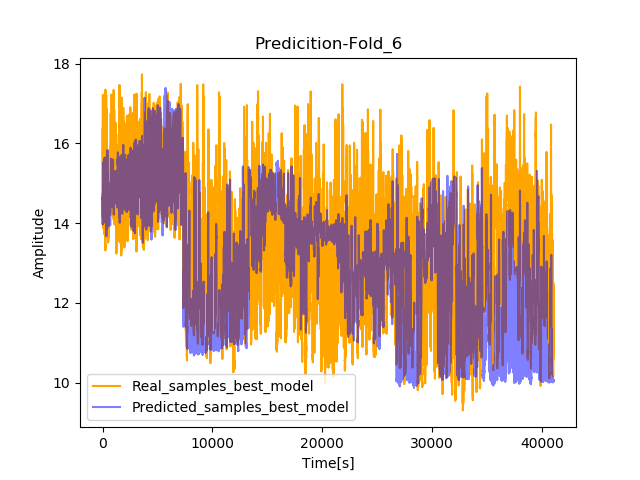 Predicition-Fold_6
18
16
14
12
10
Amplitude
Real_samples_best_model
Predicted_samples_best_model
0
10000
20000
30000
40000
Time[s]